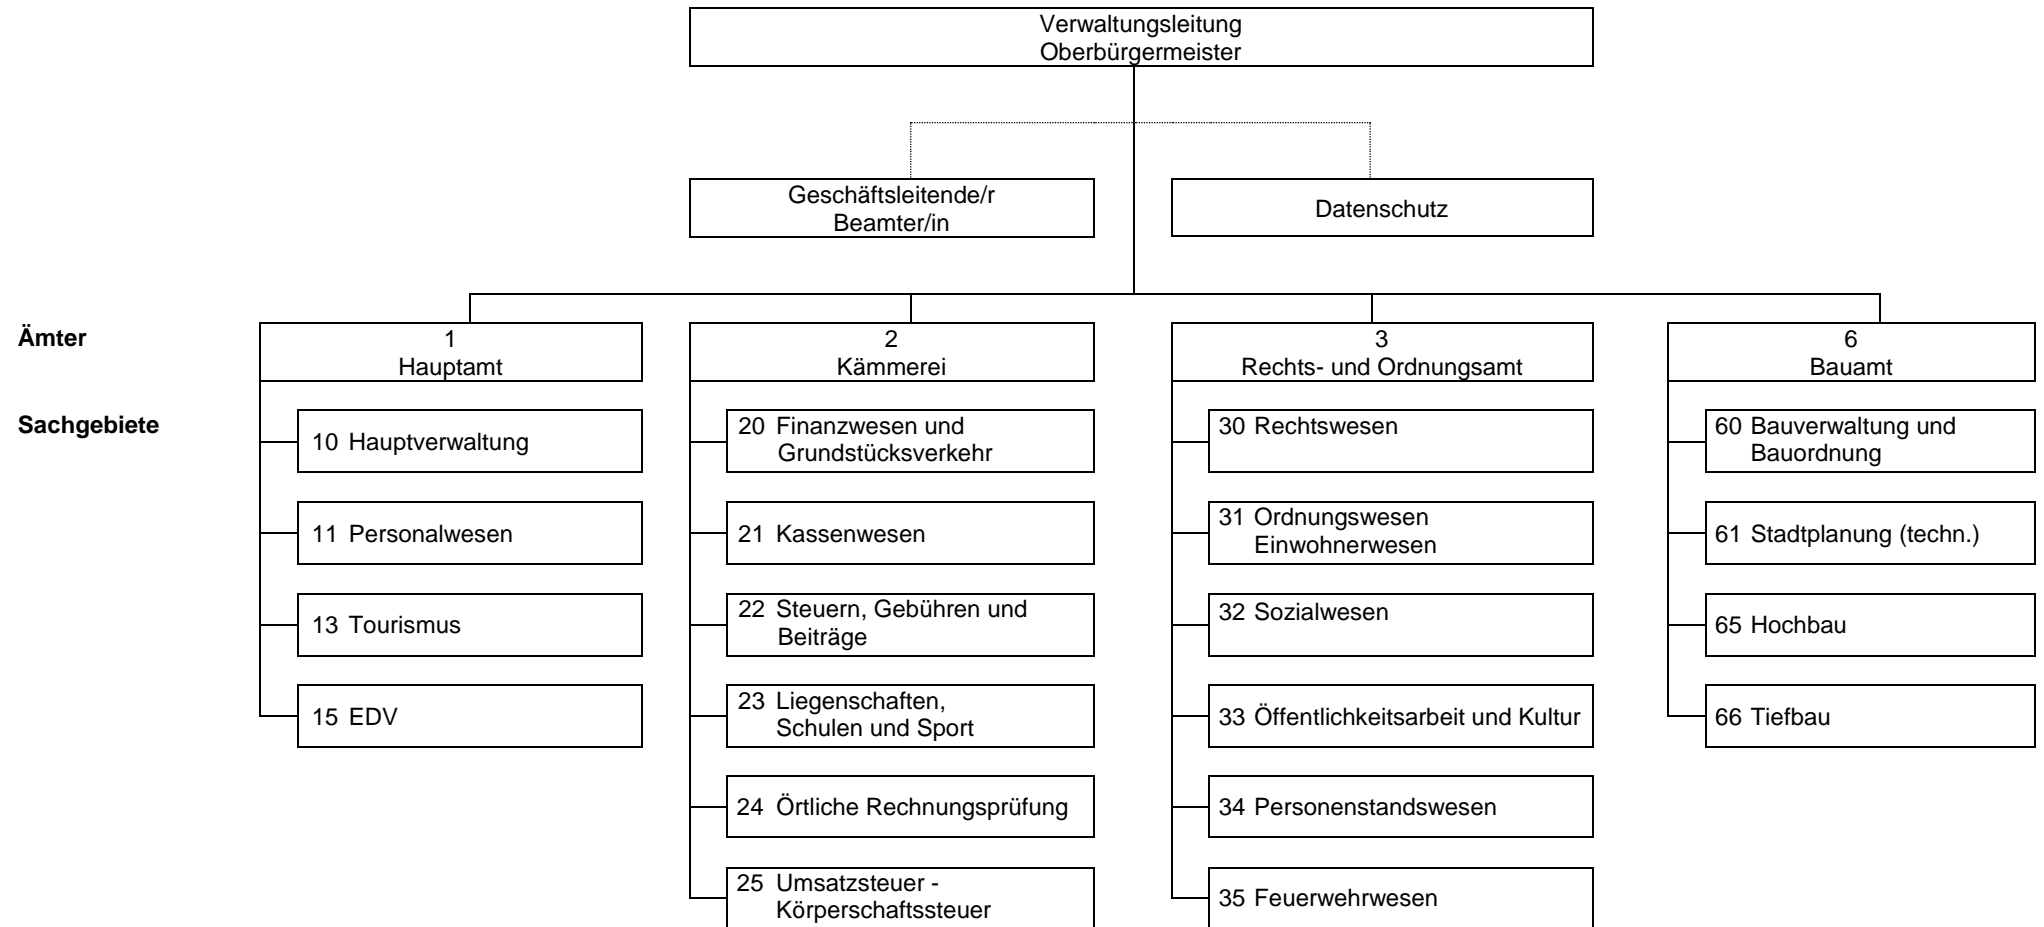 Verwaltungsleitung
Oberbürgermeister
Geschäftsleitende/r
Beamter/in
Datenschutz
Ämter
1
Hauptamt
2
Kämmerei
3
Rechts- und Ordnungsamt
6
Bauamt
Sachgebiete
10 Hauptverwaltung
11 Personalwesen
13 Tourismus
15 EDV
20 Finanzwesen und
Grundstücksverkehr
21 Kassenwesen
22 Steuern, Gebühren und
Beiträge
23 Liegenschaften,
Schulen und Sport
24 Örtliche Rechnungsprüfung
25 Umsatzsteuer -
Körperschaftssteuer
30 Rechtswesen
31 Ordnungswesen
Einwohnerwesen
32 Sozialwesen
33 Öffentlichkeitsarbeit und Kultur
34 Personenstandswesen
35 Feuerwehrwesen
60 Bauverwaltung und
Bauordnung
61 Stadtplanung (techn.)
65 Hochbau
66 Tiefbau